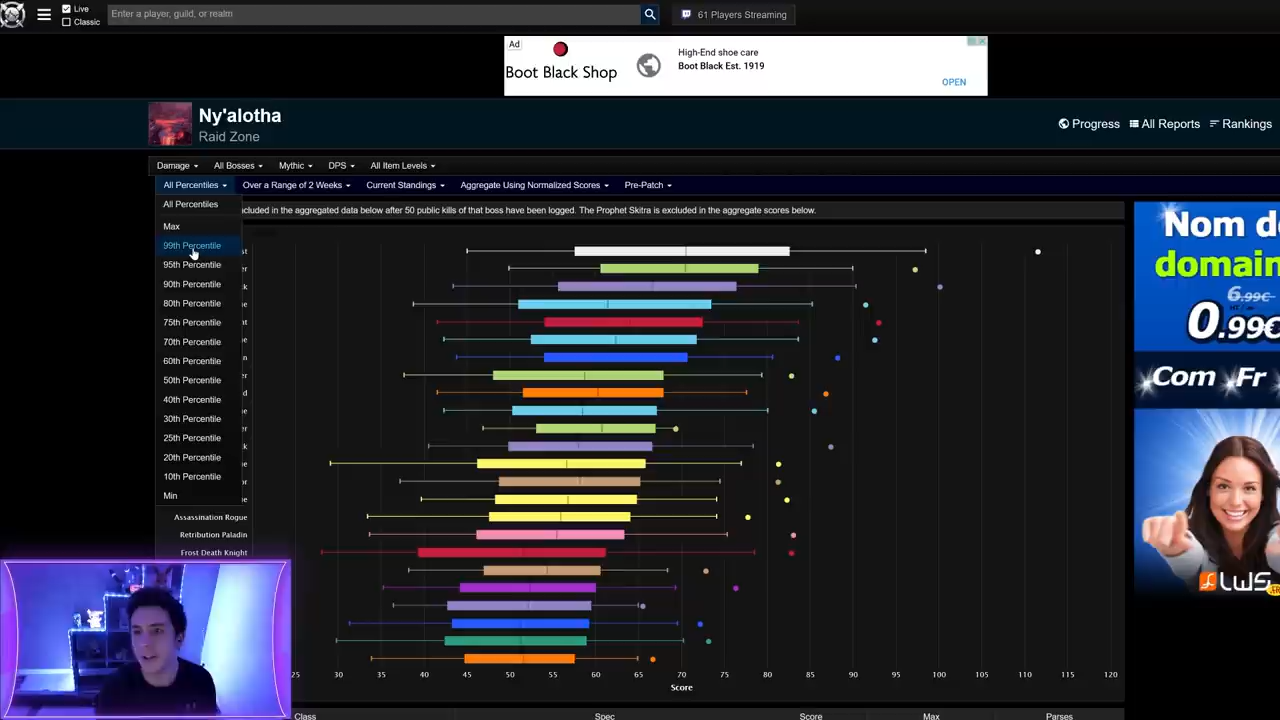 Live
Classic
Enter a player, guild, or realm
61 Players Streaming
Ad
Boot Black Shop
High-End shoe care
Boot Black Est. 1919
OPEN
Ny'alotha
Raid Zone
Progress
All Reports
Rankings
Damage
All Bosses
Mythic
DPS
All Item Levels
All Percentiles
Over a Range of 2 Weeks
Current Standings
Aggregate Using Normalized Scores
Pre-Patch
All Percentiles
included in the aggregated data below after 50 public kills of that boss have been logged. The Prophet Skitra is excluded in the aggregate scores below.
Max
99th Percentile
95th Percentile
90th Percentile
80th Percentile
75th Percentile
70th Percentile
60th Percentile
50th Percentile
40th Percentile
30th Percentile
25th Percentile
20th Percentile
10th Percentile
Min
Assassination Rogue
Retribution Paladin
Frost Death Knight
25 30 35 40 45 50 55 60 65 70 75 80 85 90 95 100 105 110 115 120
Score
Class Spec Score Max Parses
Nom d
domai
6.99€
0.99€
Com Fr
LWS